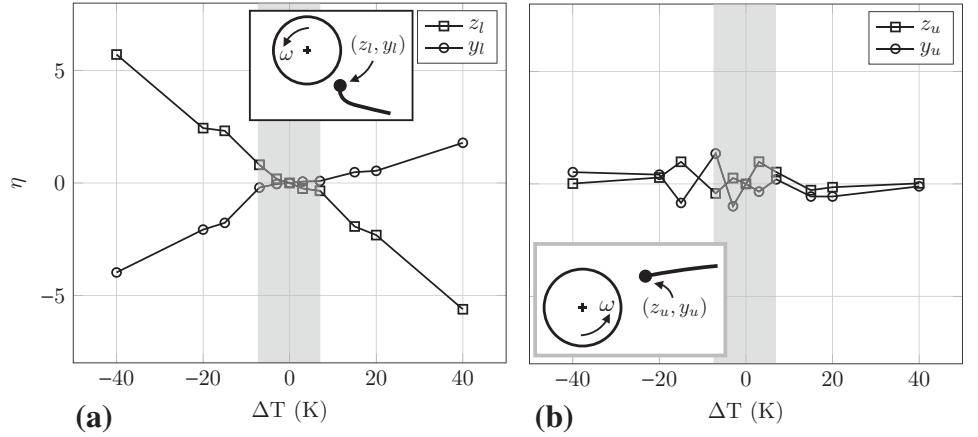 5
0
−5
η
−40
−20
0
20
40
ΔT (K)
(a)
z_l
y_l
ω
(z_l, y_l)
−40
−20
0
20
40
ΔT (K)
(b)
z_u
y_u
ω
(z_u, y_u)